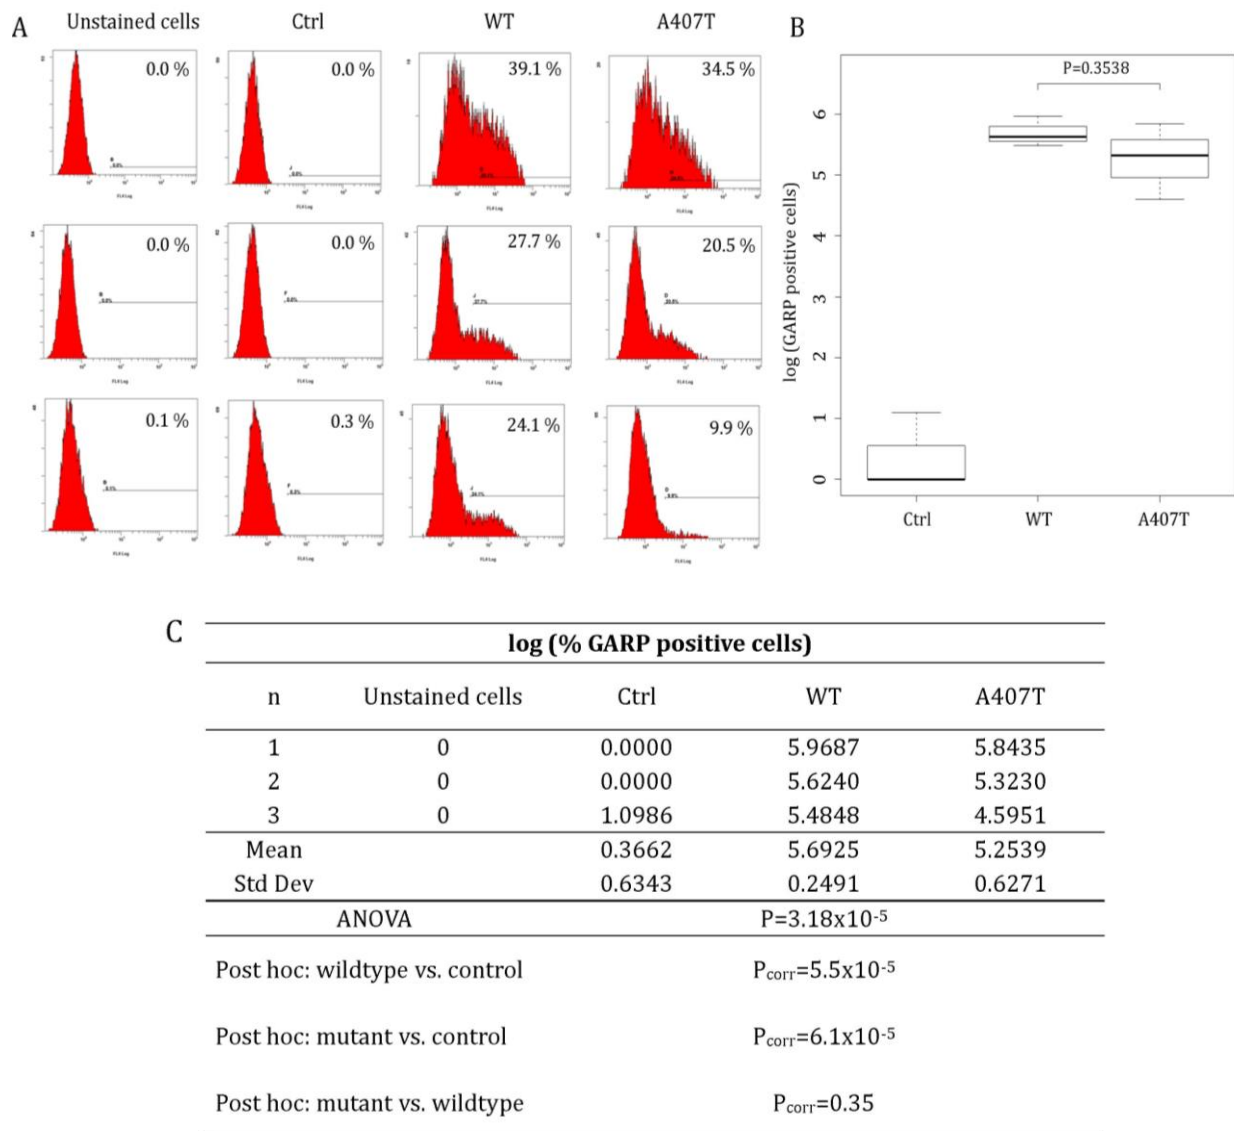 A Unstained cells Ctrl WT A407T B
0.0 % 0.0 % 39.1 % 34.5 %
0.0 % 0.0 % 27.7 % 20.5 %
0.1 % 0.3 % 24.1 % 9.9 %
P=0.3538
log (GARP positive cells)
6
5
4
3
2
1
0
Ctrl WT A407T
C
log (% GARP positive cells)
n Unstained cells Ctrl WT A407T
1 0 0.0000 5.9687 5.8435
2 0 0.0000 5.6240 5.3230
3 0 1.0986 5.4848 4.5951
Mean 0.3662 5.6925 5.2539
Std Dev 0.6343 0.2491 0.6271
ANOVA P=3.18x10-5
Post hoc: wildtype vs. control Pcorr=5.5x10-5
Post hoc: mutant vs. control Pcorr=6.1x10-5
Post hoc: mutant vs. wildtype Pcorr=0.35